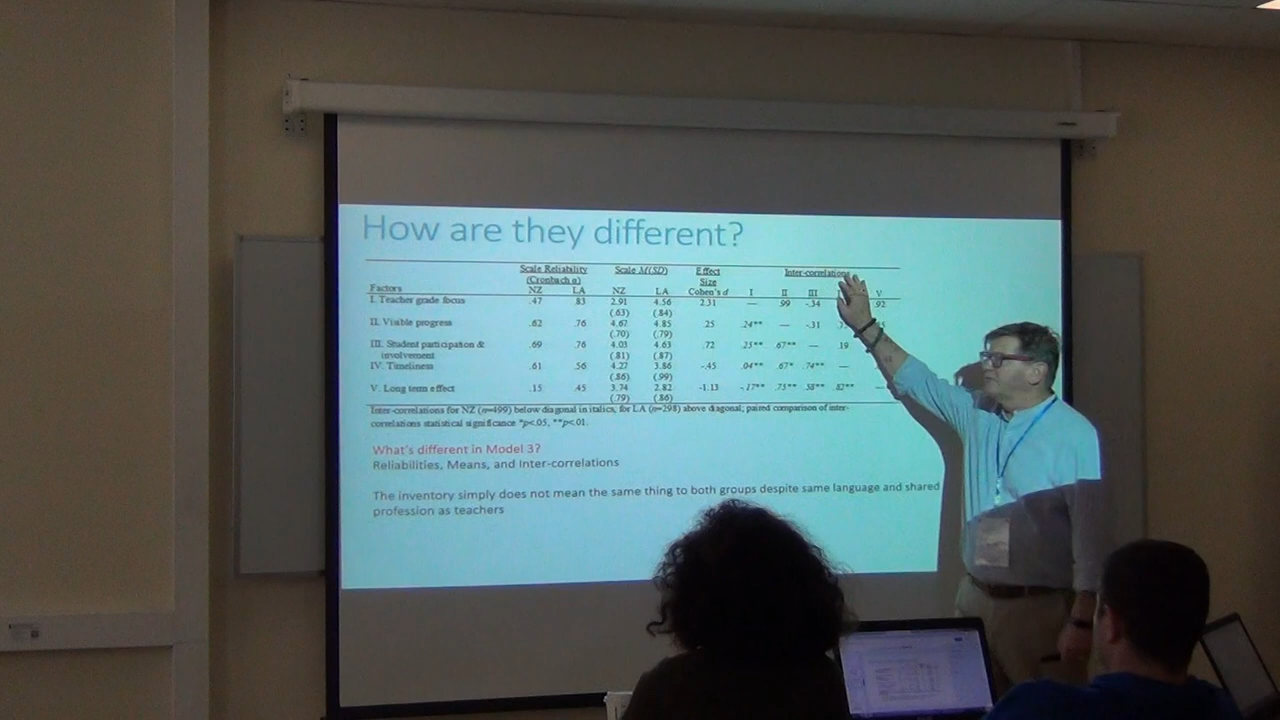 How are they different?
Scale Reliability Scale M(SD) Effect Inter-correlations
(Cronbach α) Size
Factors NZ LA NZ LA Cohen's d I II III V
I. Teacher grade focus .47 .83 2.91 4.56 2.31 — .99 -.34 .92
(.63) (.84)
II. Visible progress .62 .76 4.67 4.85 .25 .24** — -.31
(.70) (.79)
III. Student participation & .69 .76 4.03 4.63 .72 .25** .67** — .19
involvement (.81) (.87)
IV. Timeliness .61 .56 4.27 3.86 -.45 .04** .67* .74** —
(.86) (.99)
V. Long term effect .15 .45 3.74 2.82 -1.13 -.17** .75** .58** .82** —
(.79) (.86)
Inter-correlations for NZ (n=499) below diagonal in italics, for LA (n=298) above diagonal; paired comparison of inter-
correlations statistical significance *p<.05, **p<.01.
What's different in Model 3?
Reliabilities, Means, and Inter-correlations
The inventory simply does not mean the same thing to both groups despite same language and shared
profession as teachers